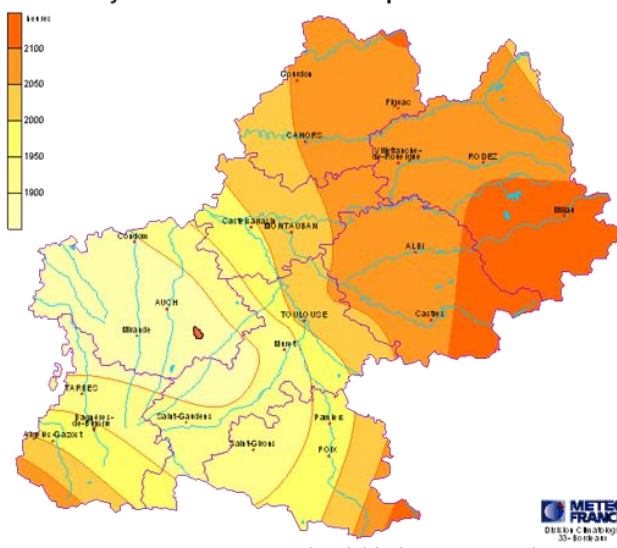 heures
2100
2050
2000
1950
1900
Gourdon
Figeac
CAHORS
Villefranche-
de-Rouergue
RODEZ
Millau
Castelsarrasin
MONTAUBAN
Condom
ALBI
AUCH
TOULOUSE
Castres
Mirande
Muret
TARBES
Bagnères-
de-Bigorre
Saint-Gaudens
Pamiers
Argelès-Gazost
Saint-Girons
FOIX
METEO
FRANCE
Division Climatologie
33- Bordeaux